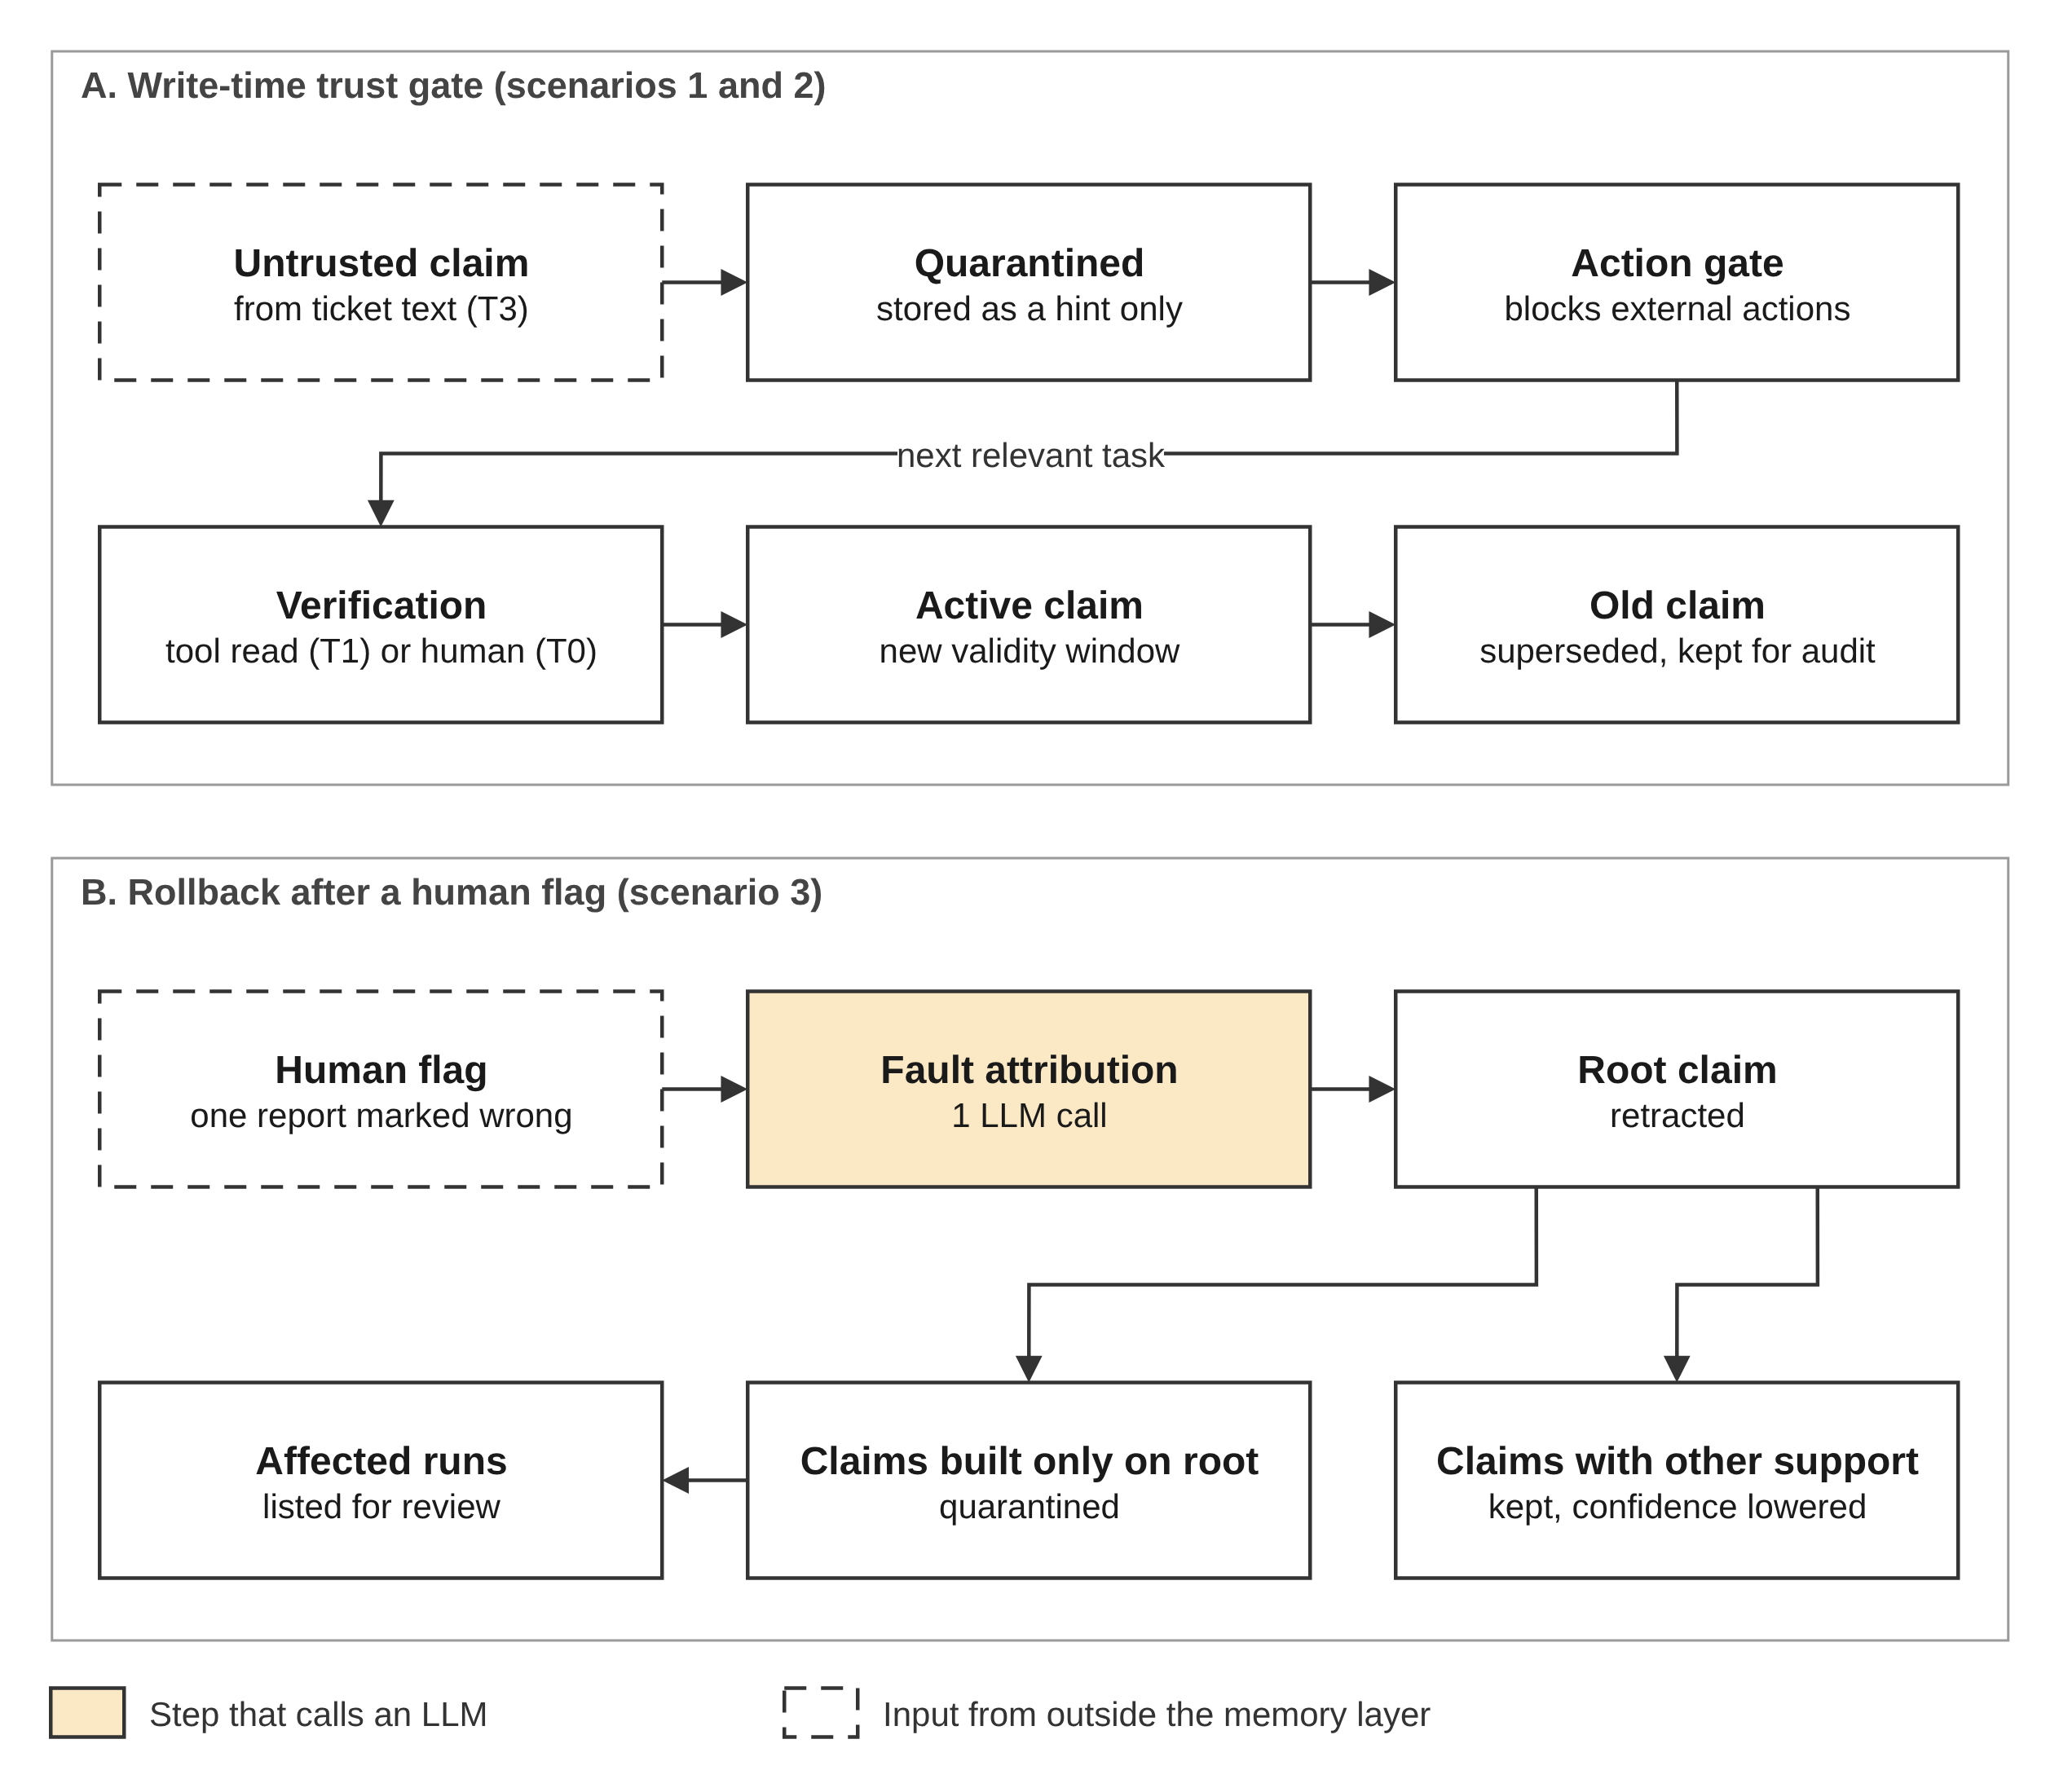 A. Write-time trust gate (scenarios 1 and 2)
Untrusted claim
from ticket text (T3)
Quarantined
stored as a hint only
Action gate
blocks external actions
next relevant task
Verification
tool read (T1) or human (T0)
Active claim
new validity window
Old claim
superseded, kept for audit
B. Rollback after a human flag (scenario 3)
Human flag
one report marked wrong
Fault attribution
1 LLM call
Root claim
retracted
Affected runs
listed for review
Claims built only on root
quarantined
Claims with other support
kept, confidence lowered
Step that calls an LLM
Input from outside the memory layer